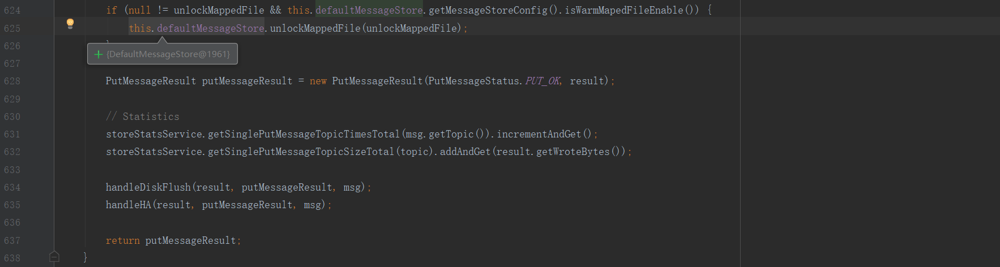 624 if (null != unlockMappedFile && this.defaultMessageStore.getMessageStoreConfig().isWarmMapedFileEnable()) {
625 this.defaultMessageStore.unlockMappedFile(unlockMappedFile);
626 }
+ {DefaultMessageStore@1961}
627
628 PutMessageResult putMessageResult = new PutMessageResult(PutMessageStatus.PUT_OK, result);
629
630 // Statistics
631 storeStatsService.getSinglePutMessageTopicTimesTotal(msg.getTopic()).incrementAndGet();
632 storeStatsService.getSinglePutMessageTopicSizeTotal(topic).addAndGet(result.getWroteBytes());
633
634 handleDiskFlush(result, putMessageResult, msg);
635 handleHA(result, putMessageResult, msg);
636
637 return putMessageResult;
638 }